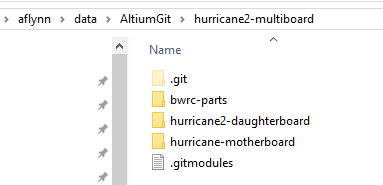 aflynn > data > AltiumGit > hurricane2-multiboard
Name
.git
bwrc-parts
hurricane2-daughterboard
hurricane-motherboard
.gitmodules